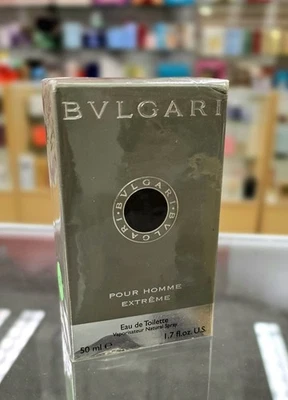 BVLGARI
BVLGARI · BVLGARI
POUR HOMME
EXTRÊME
Eau de Toilette
Vaporisateur Natural Spray
50 ml e 1.7 fl.oz. U.S.